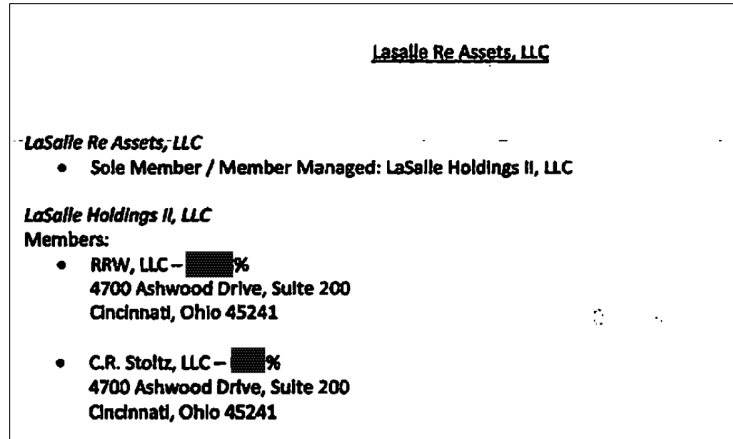 Lasalle Re Assets, LLC
LaSalle Re Assets, LLC
• Sole Member / Member Managed: LaSalle Holdings II, LLC
LaSalle Holdings II, LLC
Members:
• RRW, LLC – %
4700 Ashwood Drive, Suite 200
Cincinnati, Ohio 45241
• C.R. Stoltz, LLC – %
4700 Ashwood Drive, Suite 200
Cincinnati, Ohio 45241